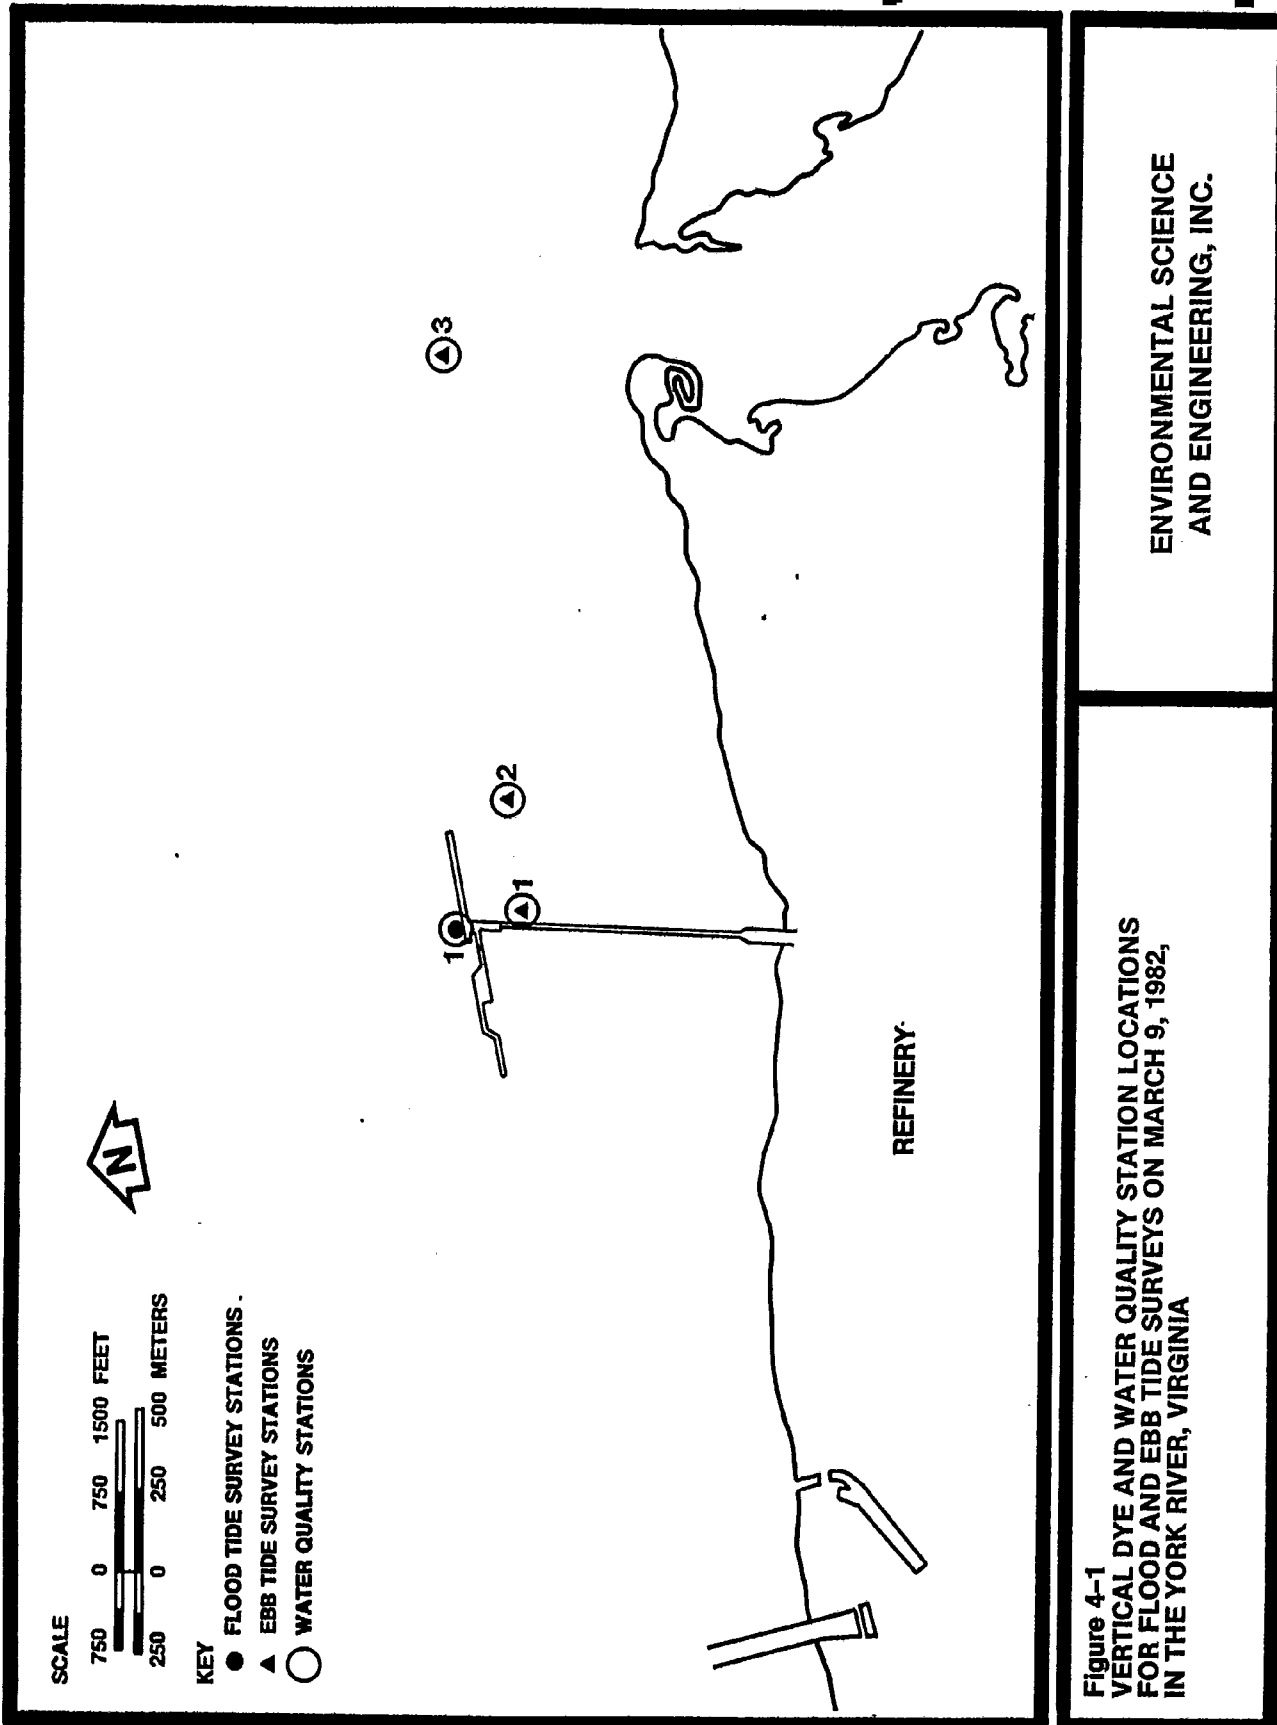 SCALE
750 0 750 1500 FEET
250 0 250 500 METERS
KEY
FLOOD TIDE SURVEY STATIONS.
EBB TIDE SURVEY STATIONS
WATER QUALITY STATIONS
N
1
1
2
3
REFINERY
Figure 4-1
VERTICAL DYE AND WATER QUALITY STATION LOCATIONS
FOR FLOOD AND EBB TIDE SURVEYS ON MARCH 9, 1982,
IN THE YORK RIVER, VIRGINIA
ENVIRONMENTAL SCIENCE
AND ENGINEERING, INC.